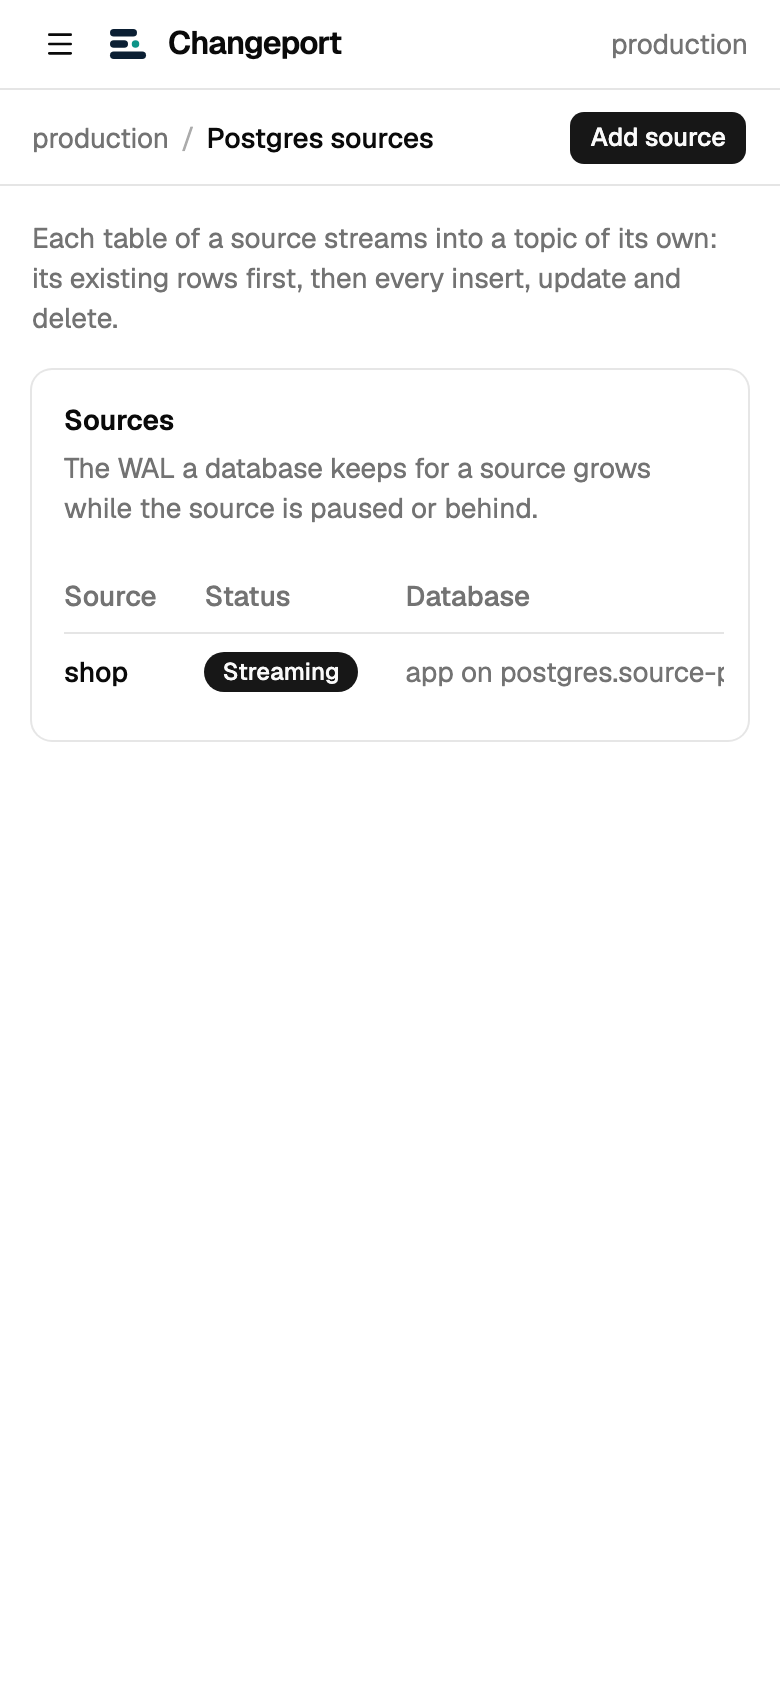 Changeport
production
production / Postgres sources
Add source
Each table of a source streams into a topic of its own:
its existing rows first, then every insert, update and
delete.
Sources
The WAL a database keeps for a source grows
while the source is paused or behind.
Source Status Database
shop Streaming app on postgres.source-p